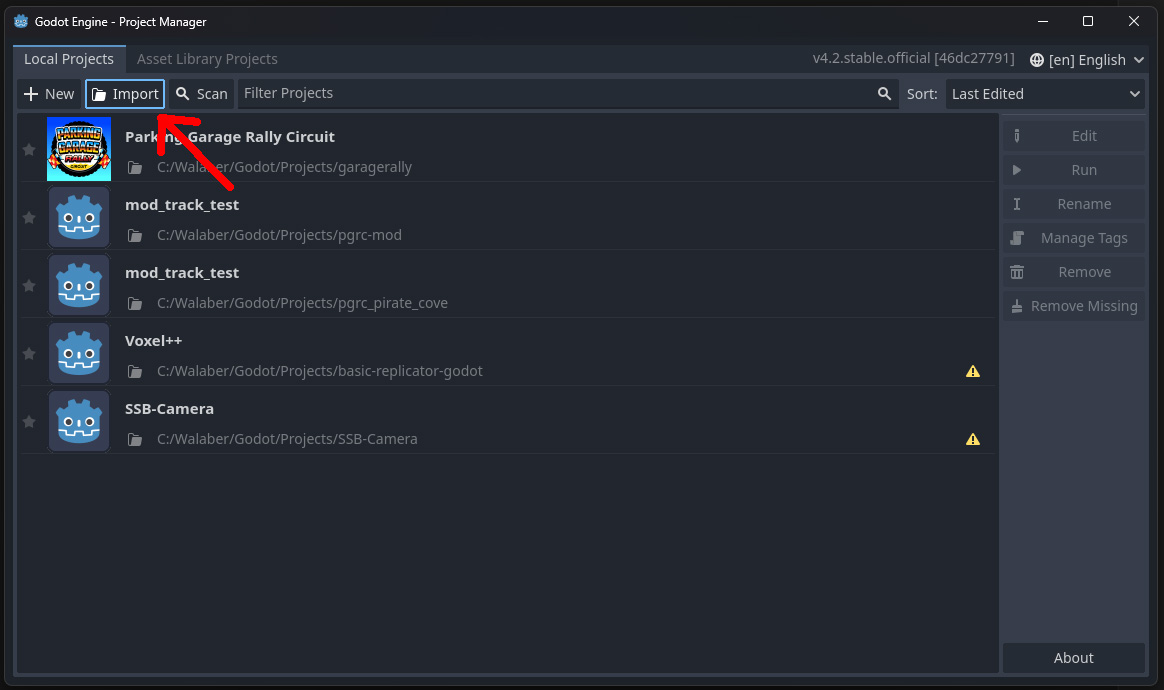 Godot Engine - Project Manager
Local Projects Asset Library Projects v4.2.stable.official [46dc27791] [en] English
New Import Scan Filter Projects Sort: Last Edited
PARKING GARAGE RALLY CIRCUIT
Parking Garage Rally Circuit
C:/Walaber/Godot/Projects/garagerally
mod_track_test
C:/Walaber/Godot/Projects/pgrc-mod
mod_track_test
C:/Walaber/Godot/Projects/pgrc_pirate_cove
Voxel++
C:/Walaber/Godot/Projects/basic-replicator-godot
SSB-Camera
C:/Walaber/Godot/Projects/SSB-Camera
Edit
Run
Rename
Manage Tags
Remove
Remove Missing
About